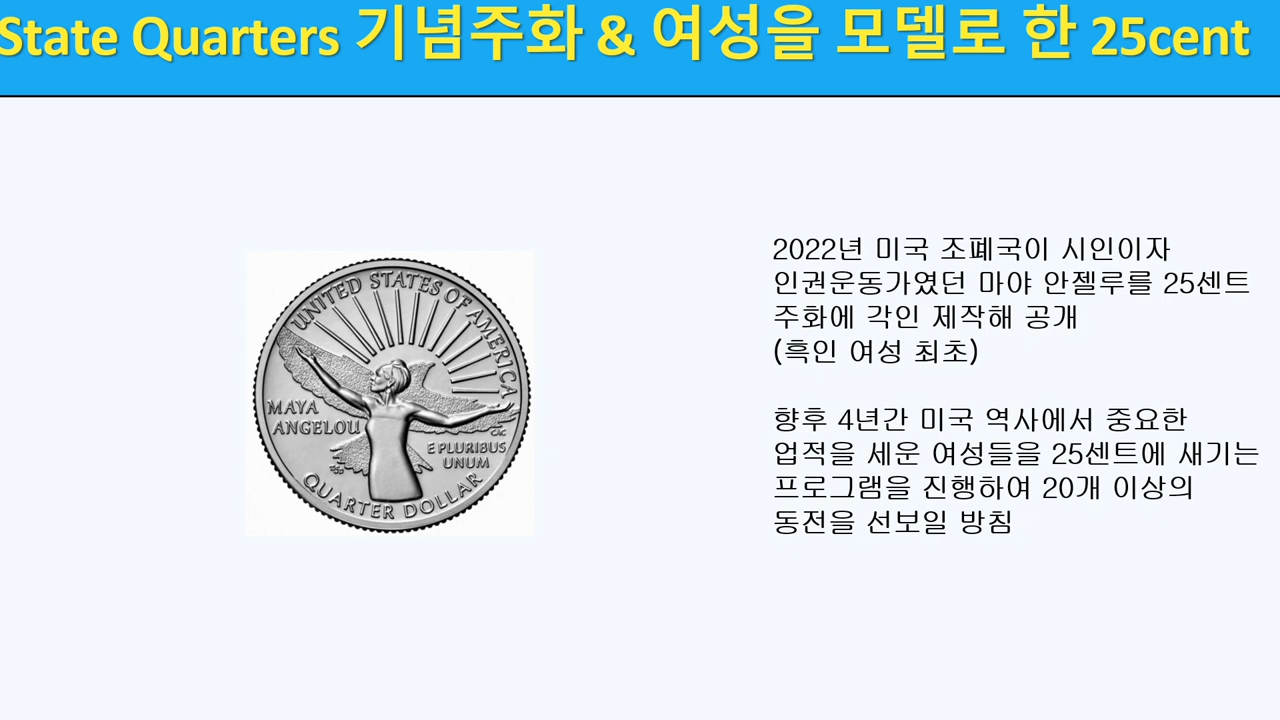 State Quarters 기념주화 & 여성을 모델로 한 25cent
UNITED STATES OF AMERICA
MAYA
ANGELOU
E PLURIBUS
UNUM
QUARTER DOLLAR
2022년 미국 조폐국이 시인이자
인권운동가였던 마야 안젤루를 25센트
주화에 각인 제작해 공개
(흑인 여성 최초)
향후 4년간 미국 역사에서 중요한
업적을 세운 여성들을 25센트에 새기는
프로그램을 진행하여 20개 이상의
동전을 선보일 방침